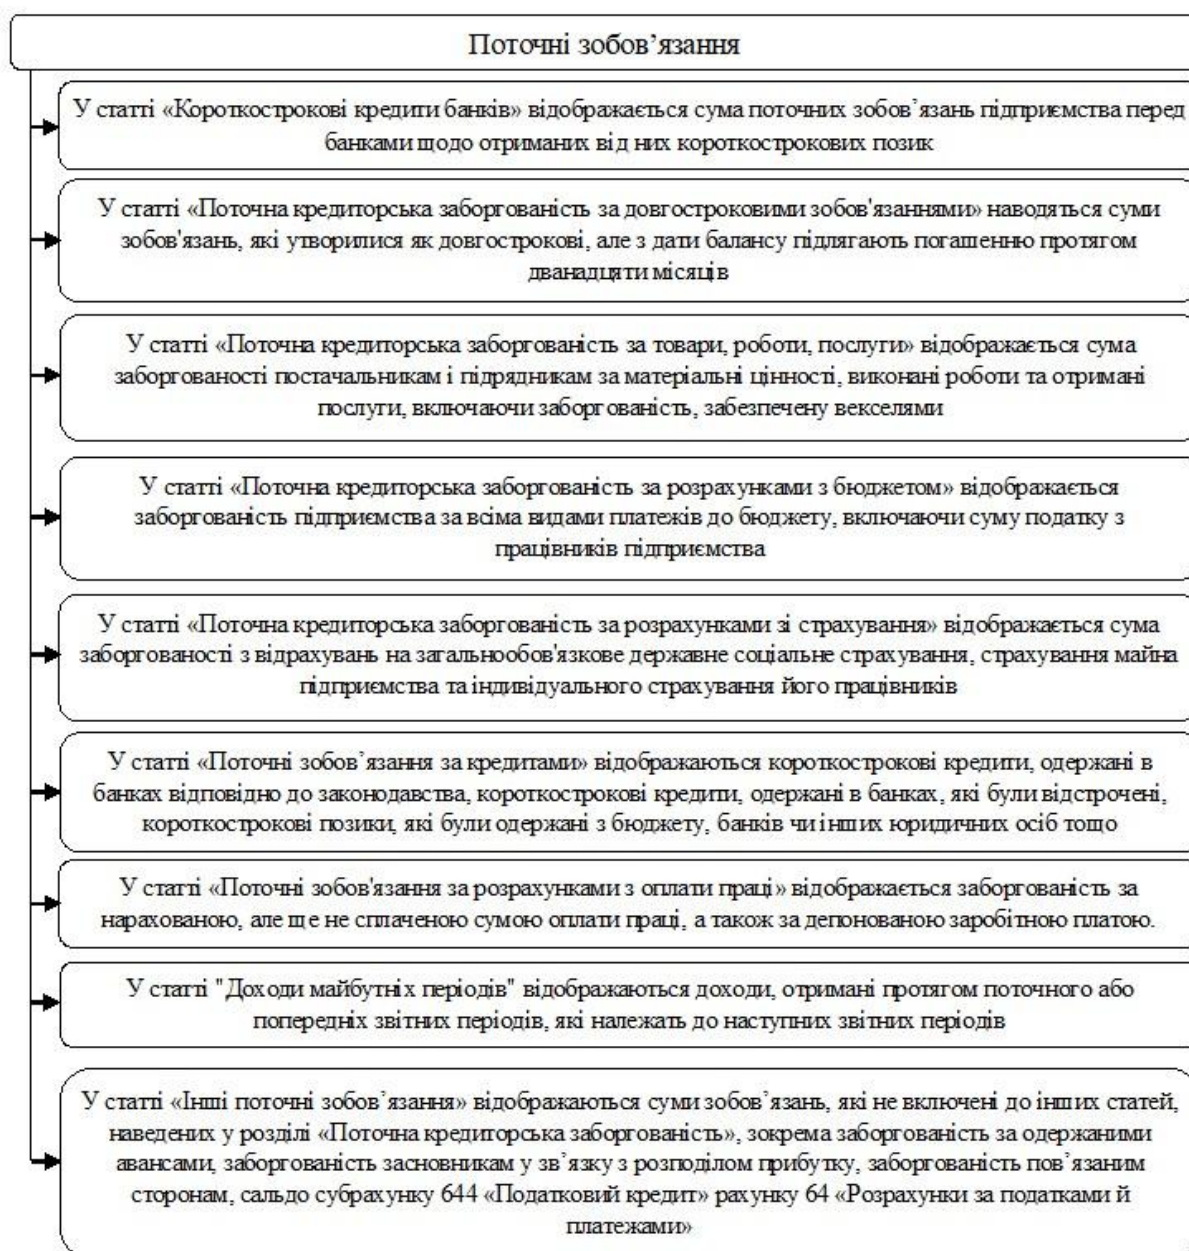 Поточні зобов’язання
У статті «Короткострокові кредити банків» відображається сума поточних зобов’язань підприємства перед
банками щодо отриманих від них короткострокових позик
У статті «Поточна кредиторська заборгованість за довгостроковими зобов'язаннями» наводяться суми
зобов'язань, які утворилися як довгострокові, але з дати балансу підлягають погашенню протягом
дванадцяти місяців
У статті «Поточна кредиторська заборгованість за товари, роботи, послуги» відображається сума
заборгованості постачальникам і підрядникам за матеріальні цінності, виконані роботи та отримані
послуги, включаючи заборгованість, забезпечену векселями
У статті «Поточна кредиторська заборгованість за розрахунками з бюджетом» відображається
заборгованість підприємства за всіма видами платежів до бюджету, включаючи суму податку з
працівників підприємства
У статті «Поточна кредиторська заборгованість за розрахунками зі страхування» відображається сума
заборгованості з відрахувань на загальнообов'язкове державне соціальне страхування, страхування майна
підприємства та індивідуального страхування його працівників
У статті «Поточні зобов’язання за кредитами» відображаються короткострокові кредити, одержані в
банках відповідно до законодавства, короткострокові кредити, одержані в банках, які були відстрочені,
короткострокові позики, які були одержані з бюджету, банків чи інших юридичних осіб тощо
У статті «Поточні зобов'язання за розрахунками з оплати праці» відображається заборгованість за
нарахованою, але ще не сплаченою сумою оплати праці, а також за депонованою заробітною платою.
У статті "Доходи майбутніх періодів" відображаються доходи, отримані протягом поточного або
попередніх звітних періодів, які належать до наступних звітних періодів
У статті «Інші поточні зобов’язання» відображаються суми зобов’язань, які не включені до інших статей,
наведених у розділі «Поточна кредиторська заборгованість», зокрема заборгованість за одержаними
авансами, заборгованість засновникам у зв’язку з розподілом прибутку, заборгованість пов’язаним
сторонам, сальдо субрахунку 644 «Податковий кредит» рахунку 64 «Розрахунки за податками й
платежами»